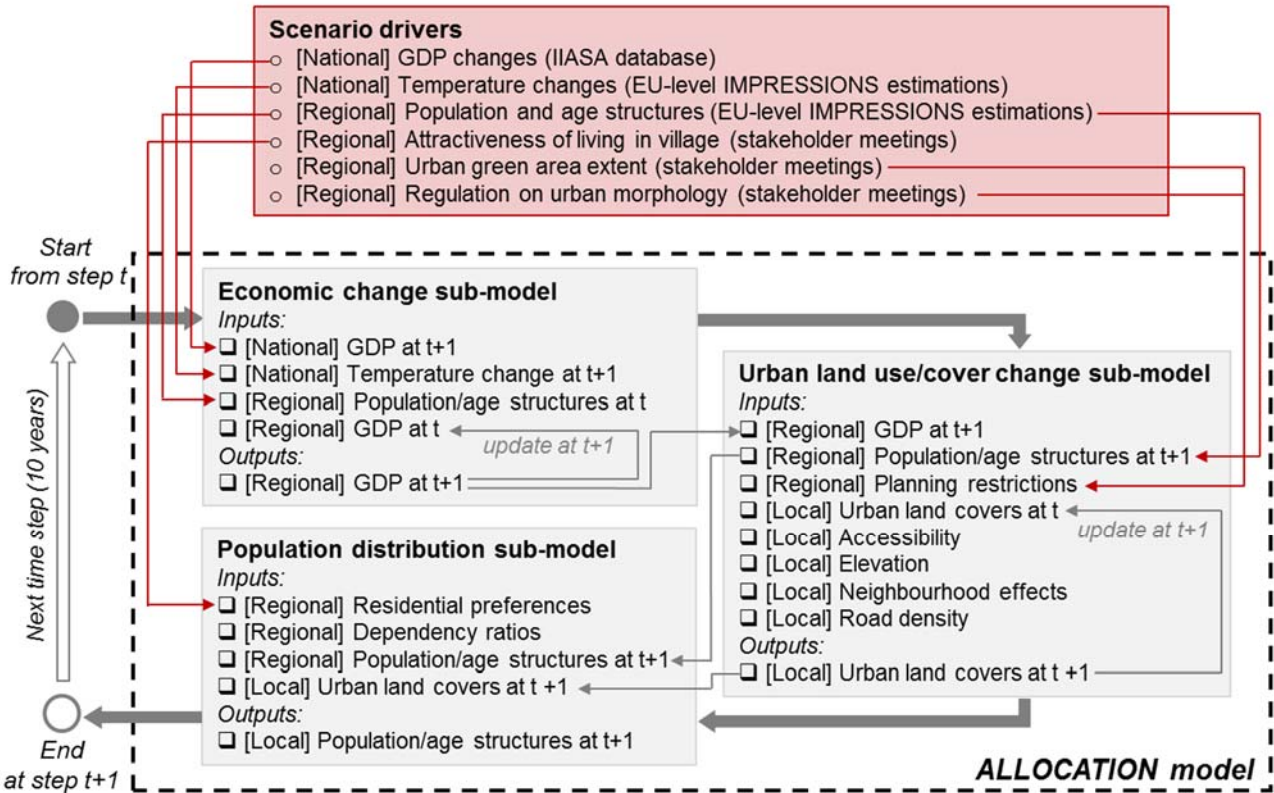 Scenario drivers
[National] GDP changes (IIASA database)
[National] Temperature changes (EU-level IMPRESSIONS estimations)
[Regional] Population and age structures (EU-level IMPRESSIONS estimations)
[Regional] Attractiveness of living in village (stakeholder meetings)
[Regional] Urban green area extent (stakeholder meetings)
[Regional] Regulation on urban morphology (stakeholder meetings)
Start
from step t
Economic change sub-model
Inputs:
[National] GDP at t+1
[National] Temperature change at t+1
[Regional] Population/age structures at t
[Regional] GDP at t
update at t+1
Outputs:
[Regional] GDP at t+1
Urban land use/cover change sub-model
Inputs:
[Regional] GDP at t+1
[Regional] Population/age structures at t+1
[Regional] Planning restrictions
[Local] Urban land covers at t
update at t+1
[Local] Accessibility
[Local] Elevation
[Local] Neighbourhood effects
[Local] Road density
Outputs:
[Local] Urban land covers at t +1
Population distribution sub-model
Inputs:
[Regional] Residential preferences
[Regional] Dependency ratios
[Regional] Population/age structures at t+1
[Local] Urban land covers at t +1
Outputs:
[Local] Population/age structures at t+1
Next time step (10 years)
End
at step t+1
ALLOCATION model